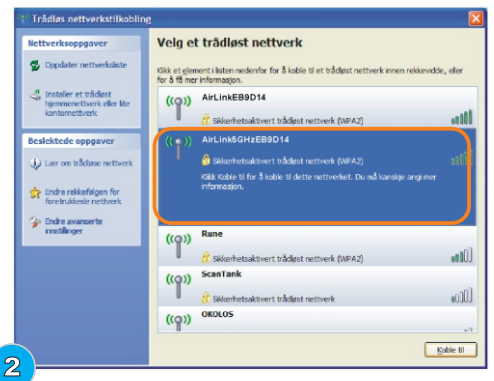 Trådløs nettverkstilkobling
Nettverksoppgaver
Oppdater nettverksliste
Installer et trådløst
hjemmenettverk eller lite
kontornettverk
Beslektede oppgaver
Lær om trådløse nettverk
Endre rekkefølgen for
foretrukkede nettverk
Endre avanserte
innstillinger
Velg et trådløst nettverk
Klikk et element i listen nedenfor for å koble til et trådløst nettverk innen rekkevidde, eller
for å få mer informasjon.
AirLinkEB9D14
Sikkerhetsaktivert trådløst nettverk (WPA2)
AirLink5GHzEB9D14
Sikkerhetsaktivert trådløst nettverk (WPA2)
Klikk Koble til for å koble til dette nettverket. Du må kanskje angi mer
informasjon.
Rune
Sikkerhetsaktivert trådløst nettverk (WPA2)
ScanTank
Sikkerhetsaktivert trådløst nettverk
OKOLOS
Koble til
2